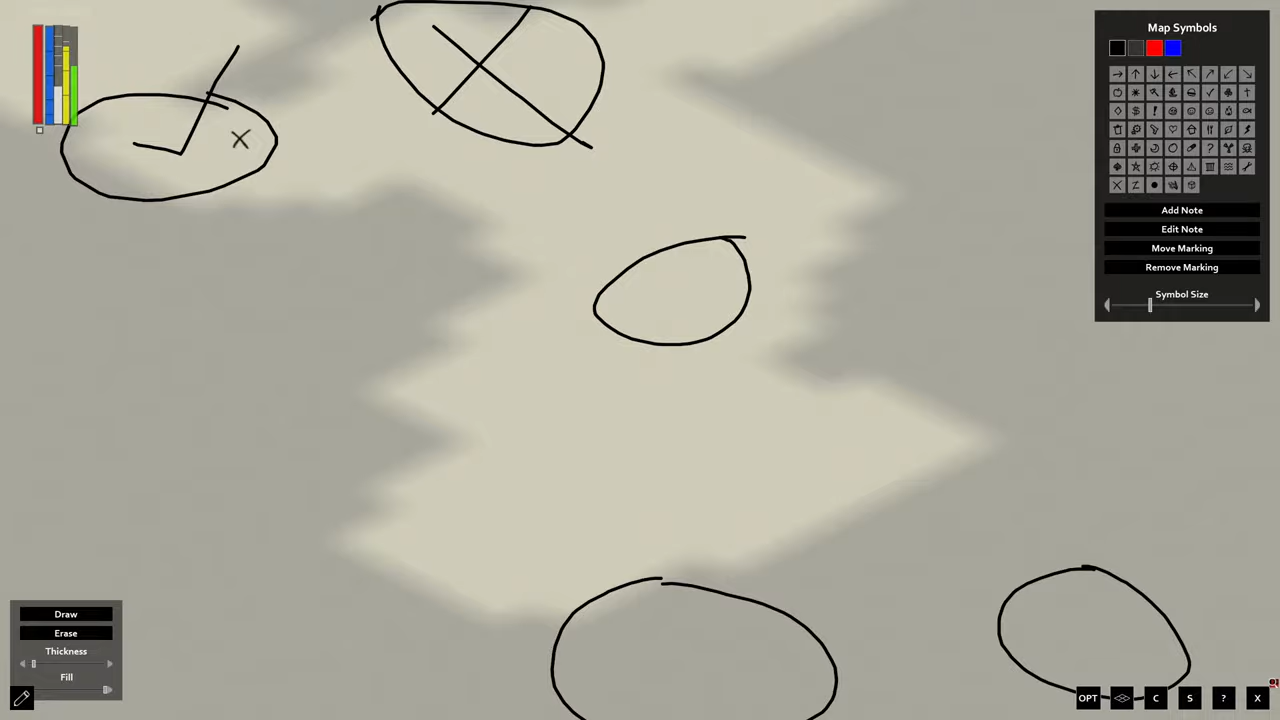 Map Symbols
Add Note
Edit Note
Move Marking
Remove Marking
Symbol Size
Draw
Erase
Thickness
Fill
OPT
C
S
?
X